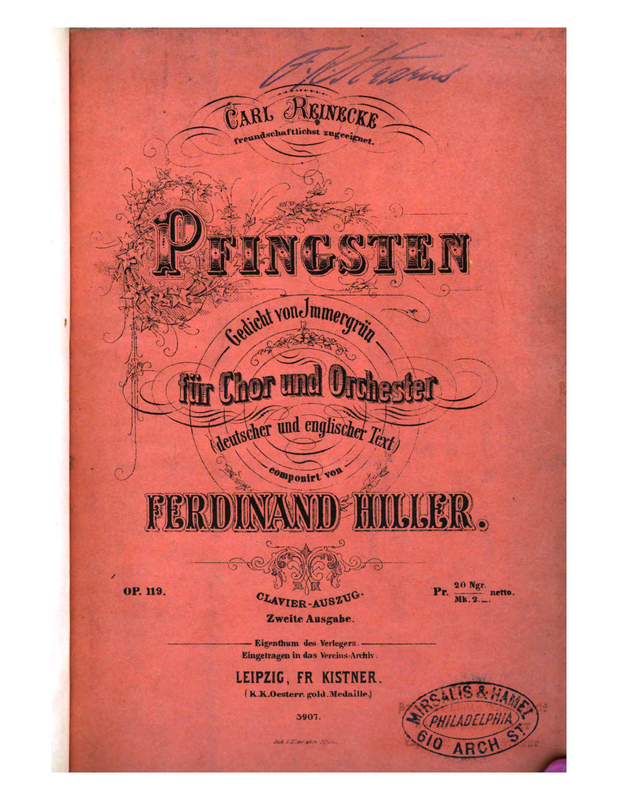 CARL REINECKE
freundschaftlichst zugeeignet.
PFINGSTEN
Gedicht von Immergrün
für Chor und Orchester
(deutscher und englischer Text)
componirt von
FERDINAND HILLER.
OP. 119.
Pr. 20 Ngr. netto.
Mk. 2._
CLAVIER-AUSZUG.
Zweite Ausgabe.
Eigenthum des Verlegers.
Eingetragen in das Vereins-Archiv.
LEIPZIG, FR KISTNER.
(K.K. Oesterr. gold. Medaille.)
3907.
MIRSALIS & HAMEZ
PHILADELPHIA
610 ARCH ST.